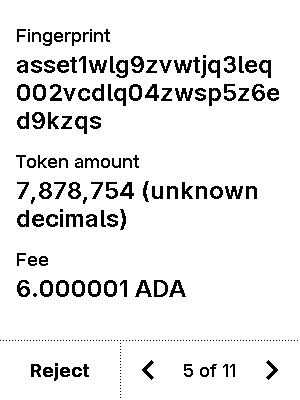 Fingerprint
asset1wlg9zvwtjq3leq
002vcdlq04zwsp5z6e
d9kzqs
Token amount
7,878,754 (unknown
decimals)
Fee
6.000001 ADA
Reject
5 of 11